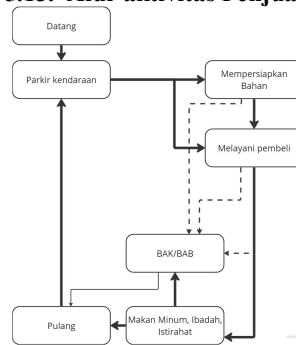 Datang
Parkir kendaraan
Mempersiapkan
Bahan
Melayani pembeli
BAK/BAB
Pulang
Makan Minum, Ibadah,
Istirahat